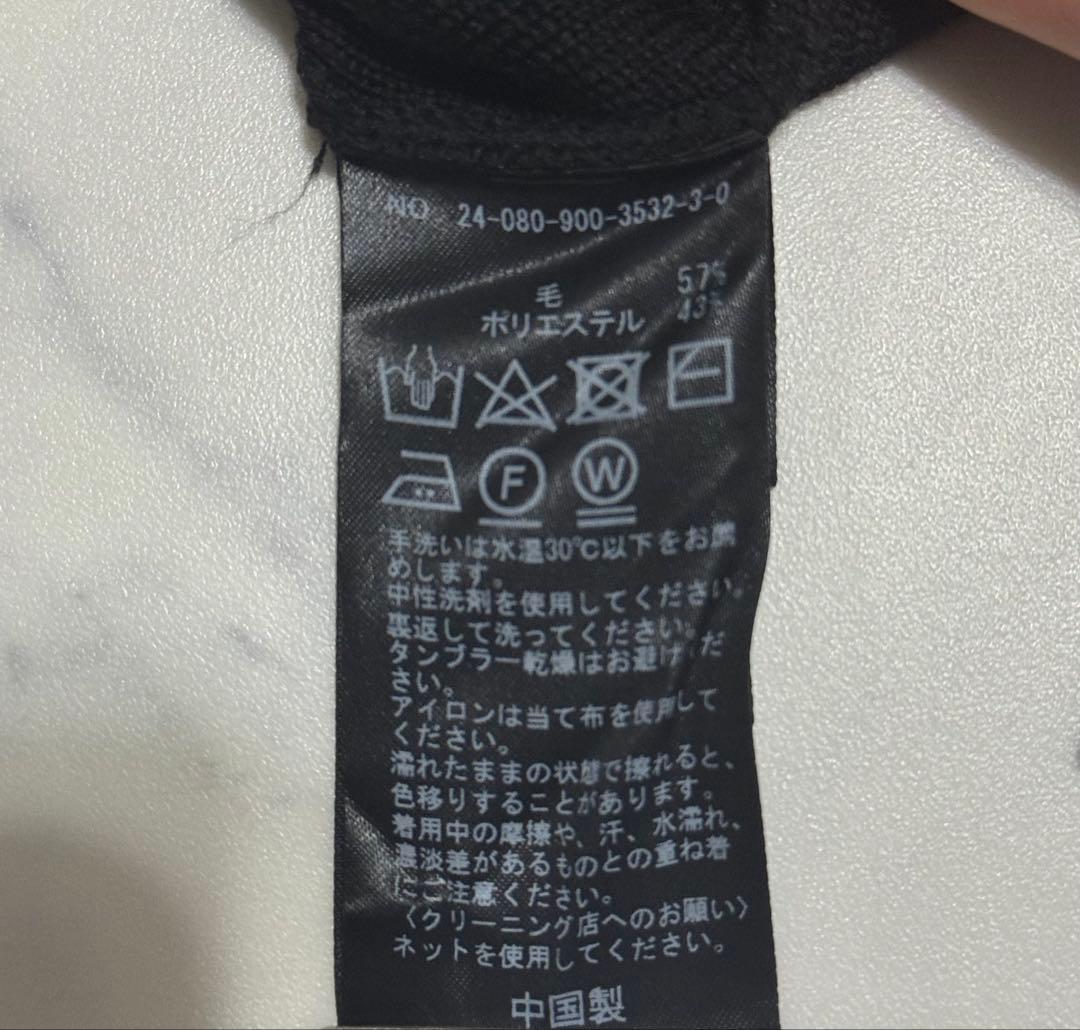 NO 24-080-900-3532-3-0
毛 57%
ポリエステル 43%
F W
手洗いは水温30℃以下をお薦
めします。
中性洗剤を使用してください。
裏返して洗ってください。
タンブラー乾燥はお避けくだ
さい。
アイロンは当て布を使用して
ください。
濡れたままの状態で擦れると、
色移りすることがあります。
着用中の摩擦や、汗、水濡れ、
濃淡差があるものとの重ね着
にご注意ください。
〈クリーニング店へのお願い〉
ネットを使用してください。
中国製